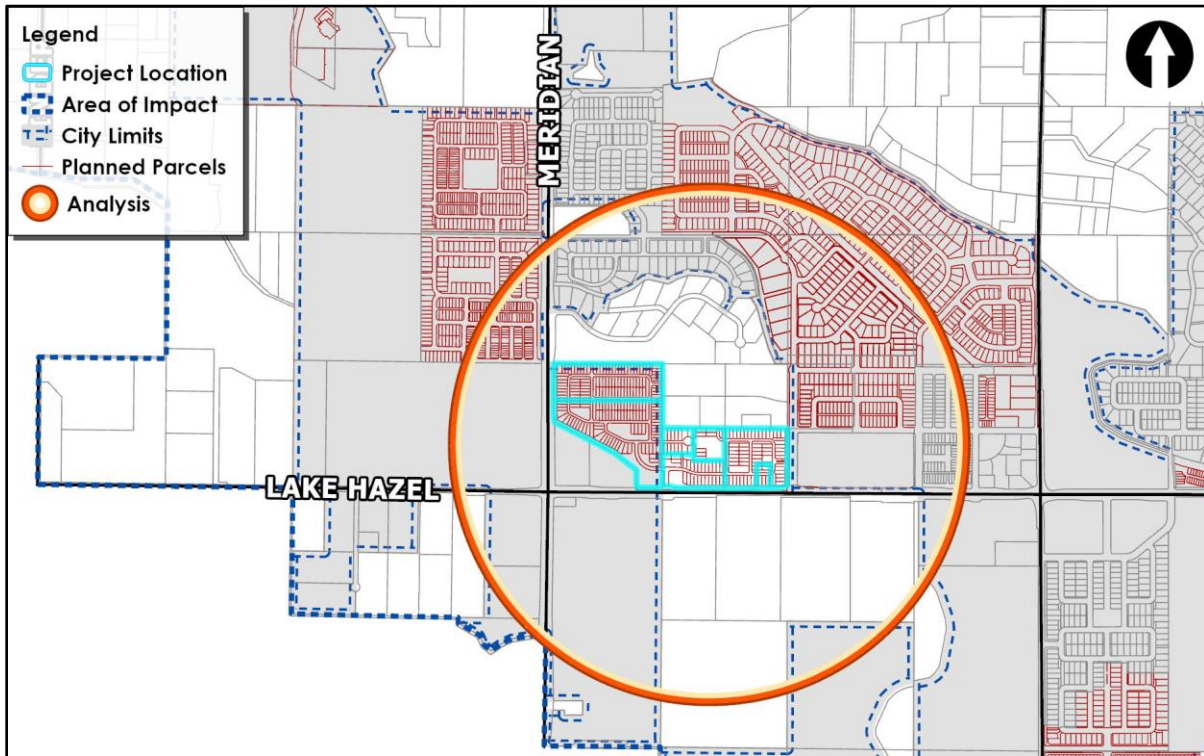 Legend
Project Location
Area of Impact
City Limits
Planned Parcels
Analysis
MERIDIAN
LAKE HAZEL